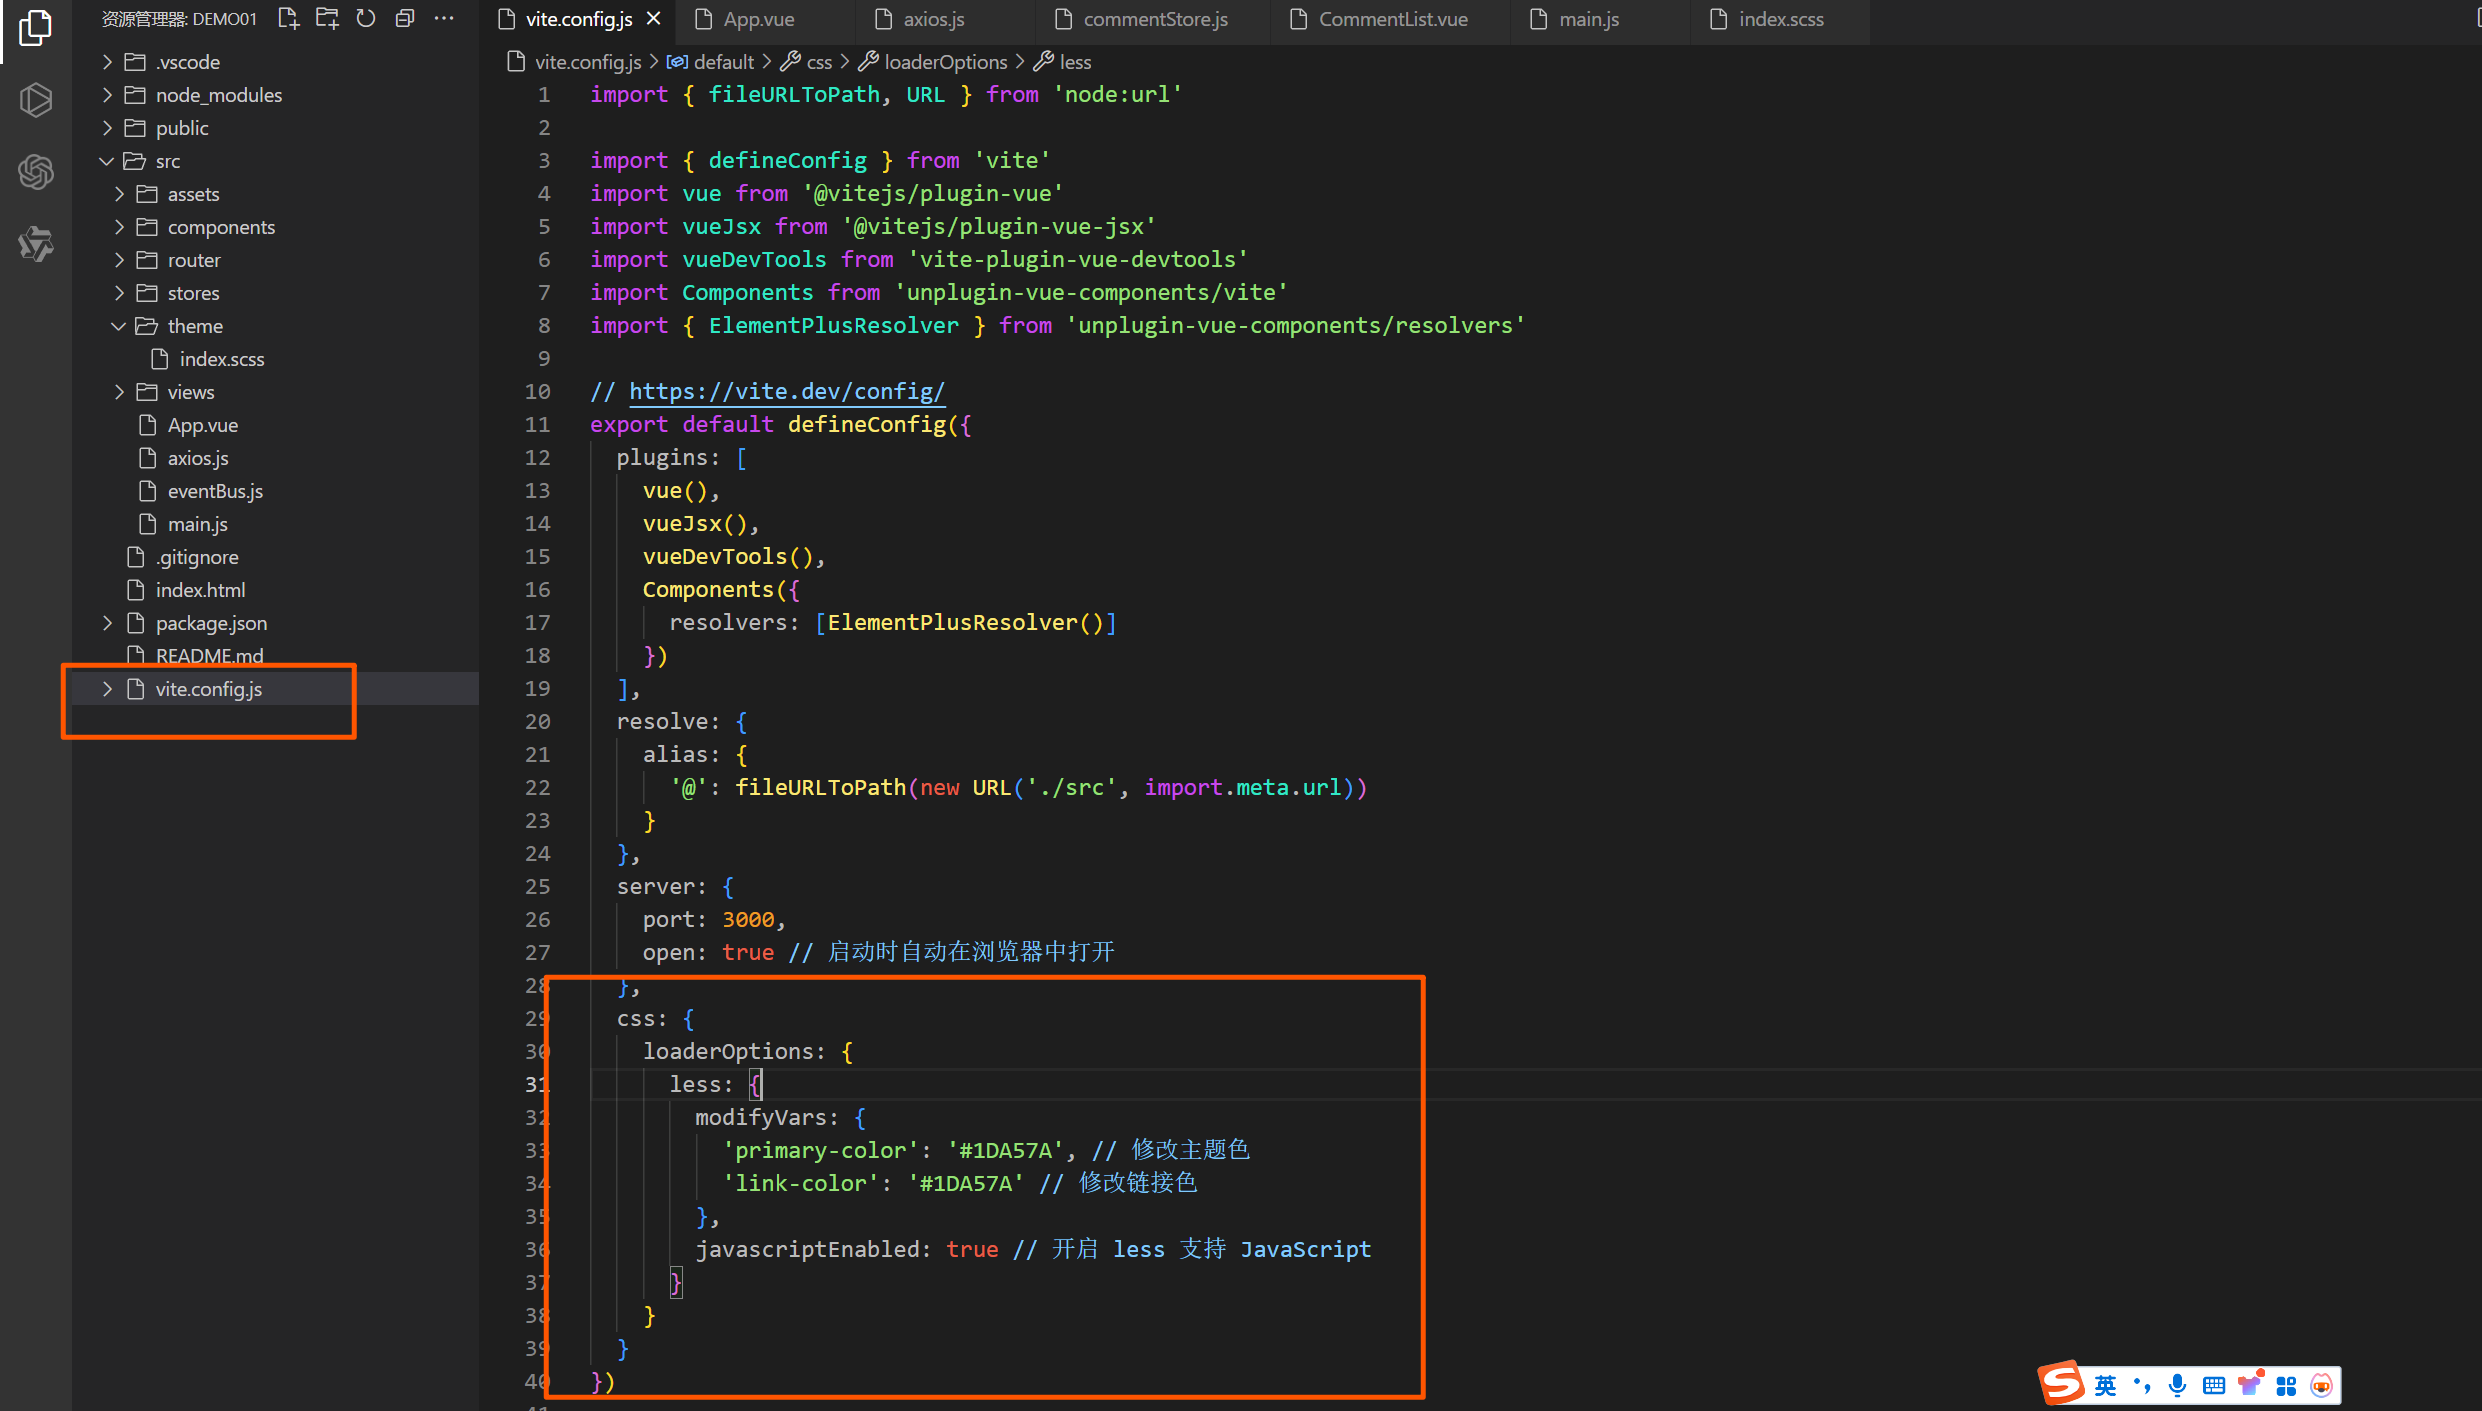 资源管理器: DEMO01
.vscode
node_modules
public
src
assets
components
router
stores
theme
index.scss
views
App.vue
axios.js
eventBus.js
main.js
.gitignore
index.html
package.json
README.md
vite.config.js
vite.config.js
App.vue
axios.js
commentStore.js
CommentList.vue
main.js
index.scss
vite.config.js > default > css > loaderOptions > less
1 import { fileURLToPath, URL } from 'node:url'
2
3 import { defineConfig } from 'vite'
4 import vue from '@vitejs/plugin-vue'
5 import vueJsx from '@vitejs/plugin-vue-jsx'
6 import vueDevTools from 'vite-plugin-vue-devtools'
7 import Components from 'unplugin-vue-components/vite'
8 import { ElementPlusResolver } from 'unplugin-vue-components/resolvers'
9
10 // https://vite.dev/config/
11 export default defineConfig({
12 plugins: [
13 vue(),
14 vueJsx(),
15 vueDevTools(),
16 Components({
17 resolvers: [ElementPlusResolver()]
18 })
19 ],
20 resolve: {
21 alias: {
22 '@': fileURLToPath(new URL('./src', import.meta.url))
23 }
24 },
25 server: {
26 port: 3000,
27 open: true // 启动时自动在浏览器中打开
28 },
29 css: {
30 loaderOptions: {
31 less: {
32 modifyVars: {
33 'primary-color': '#1DA57A', // 修改主题色
34 'link-color': '#1DA57A' // 修改链接色
35 },
36 javascriptEnabled: true // 开启 less 支持 JavaScript
37 }
38 }
39 }
40 })
41
英